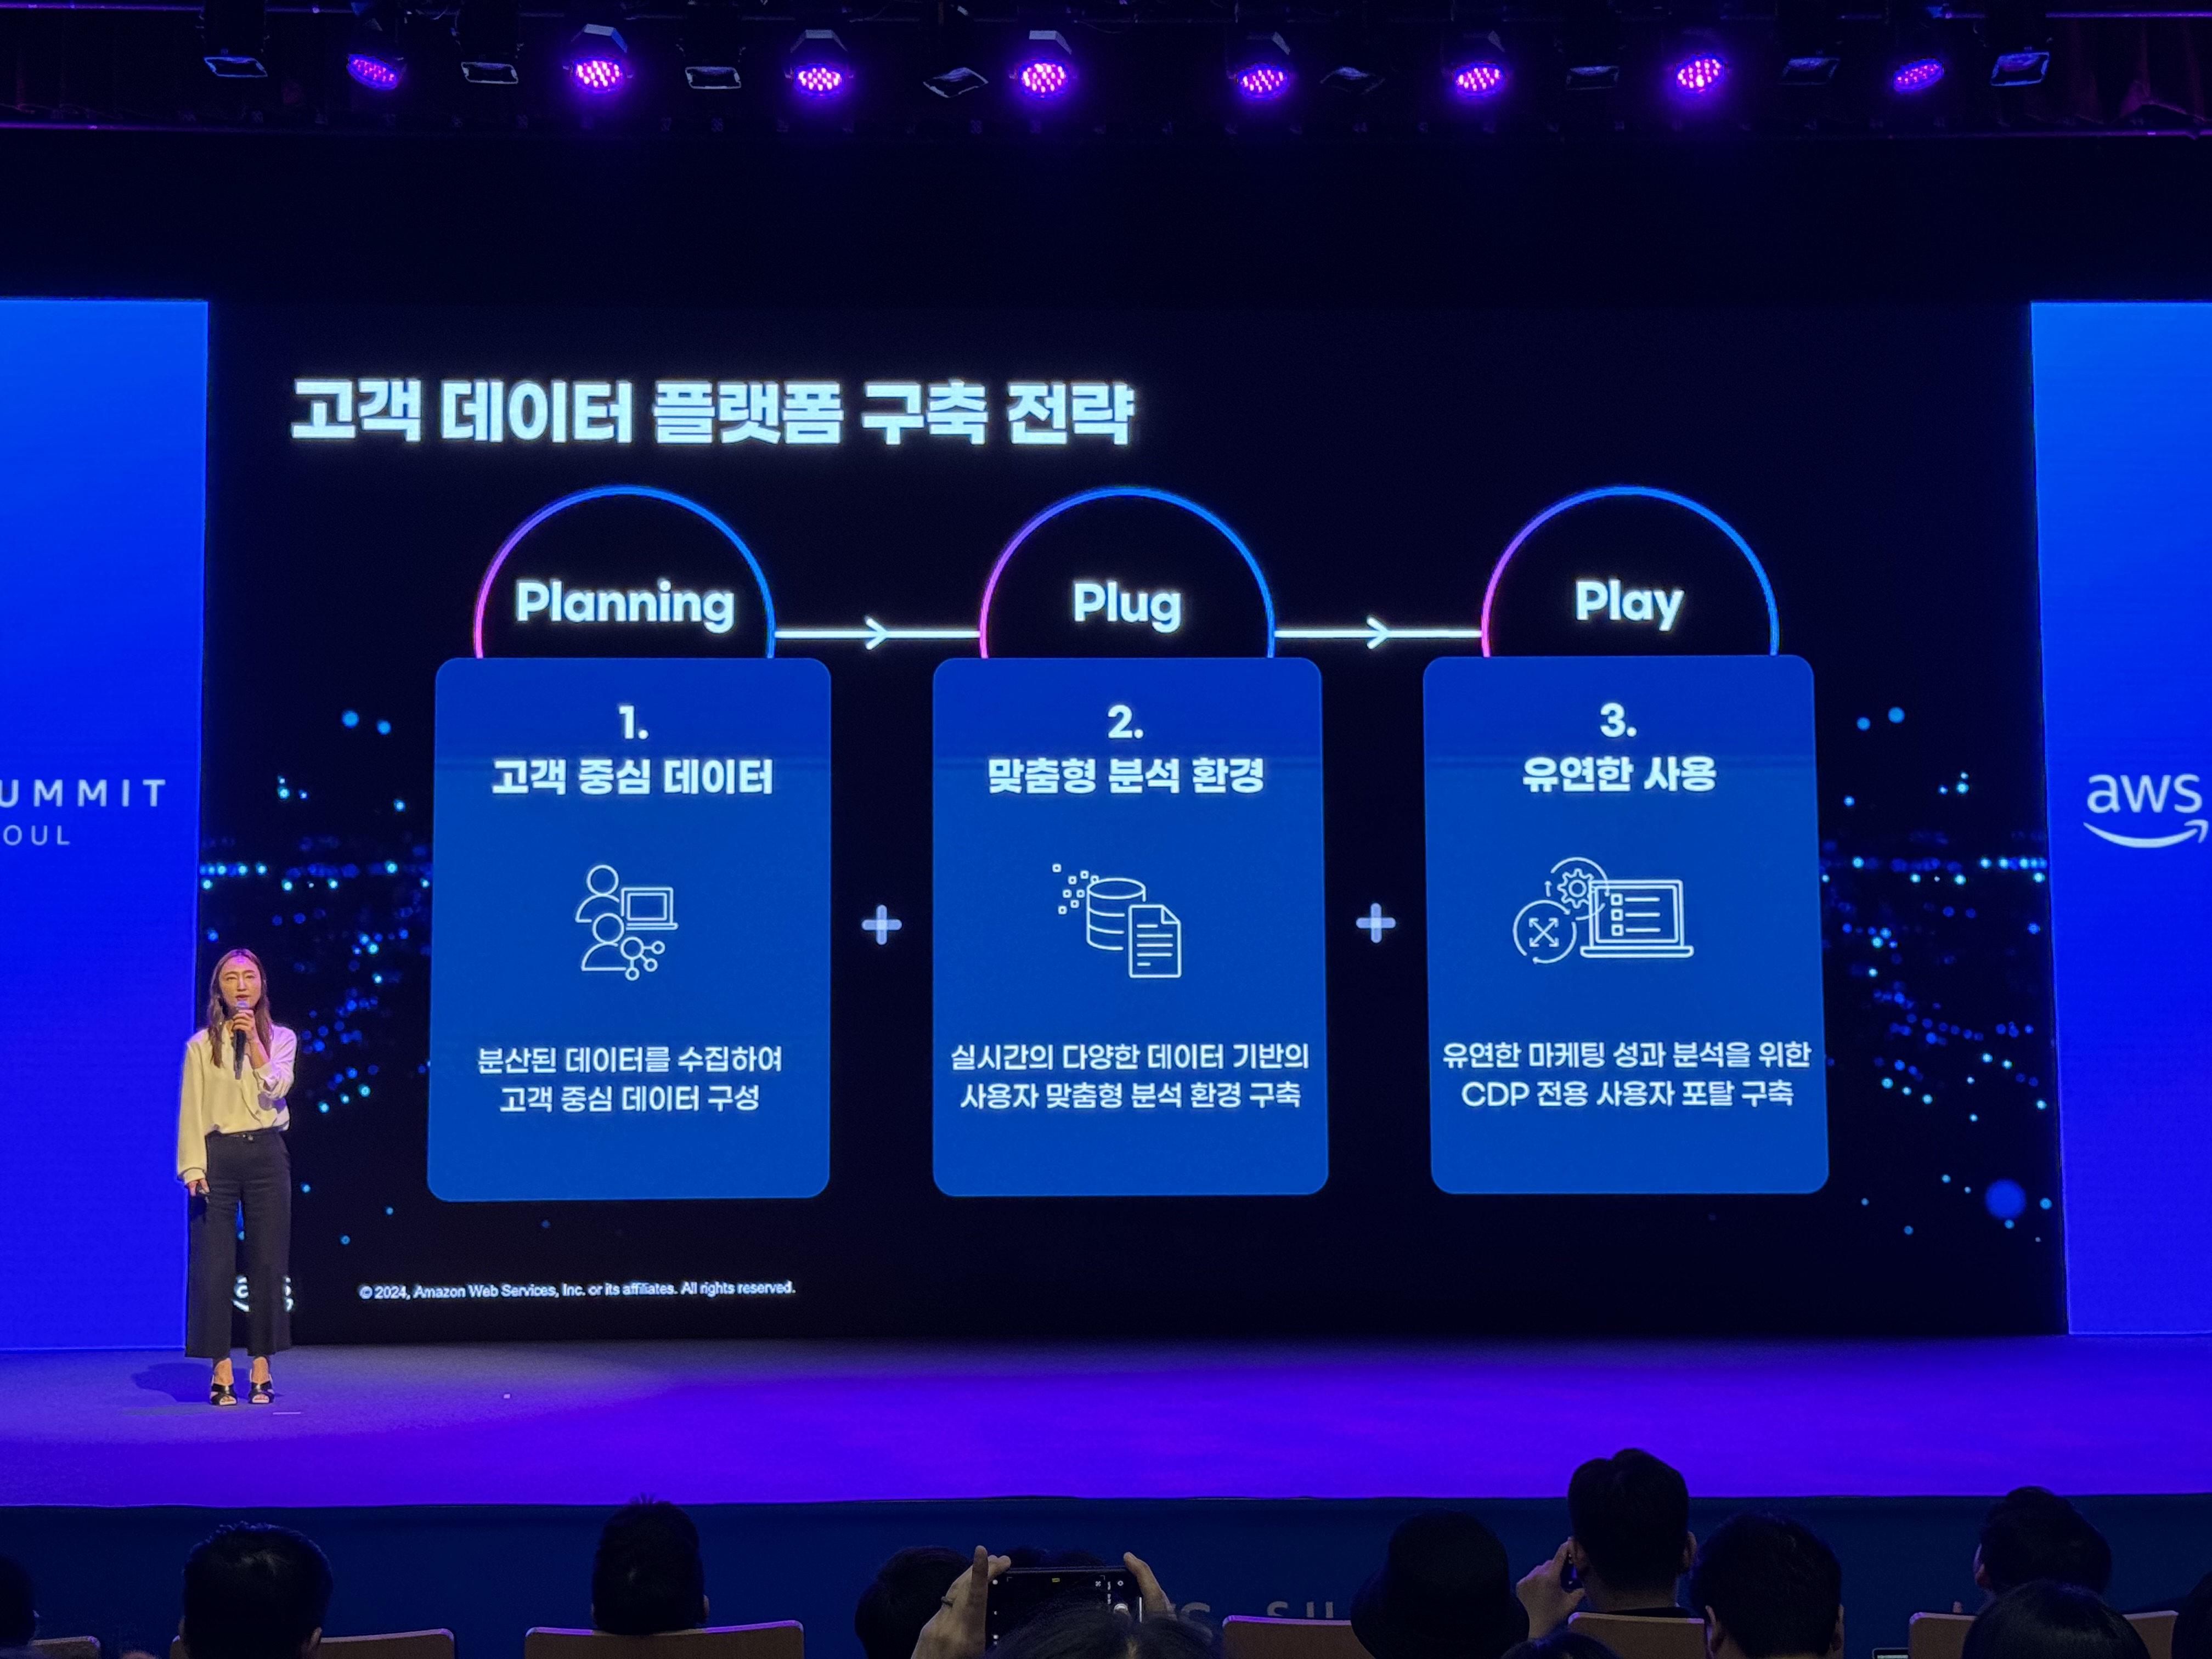 고객 데이터 플랫폼 구축 전략
Planning
Plug
Play
1.
고객 중심 데이터
분산된 데이터를 수집하여
고객 중심 데이터 구성
2.
맞춤형 분석 환경
실시간의 다양한 데이터 기반의
사용자 맞춤형 분석 환경 구축
3.
유연한 사용
유연한 마케팅 성과 분석을 위한
CDP 전용 사용자 포탈 구축
UMMIT
OUL
aws
aws
© 2024, Amazon Web Services, Inc. or its affiliates. All rights reserved.